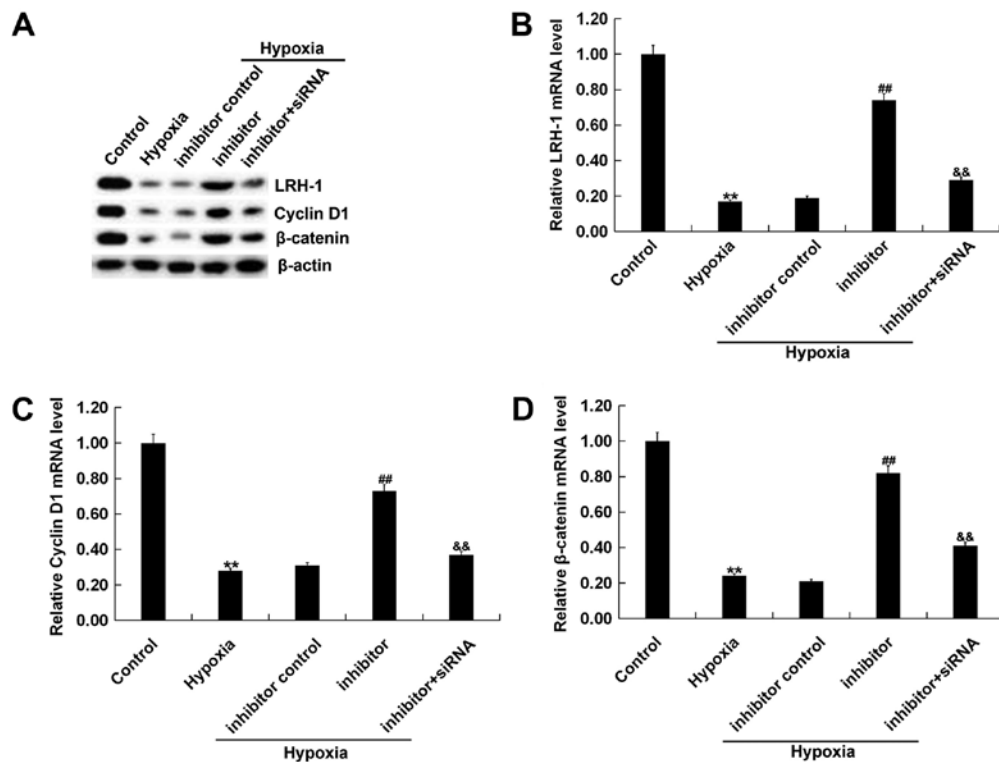 A
Hypoxia
Control
Hypoxia
inhibitor control
inhibitor
inhibitor+siRNA
LRH-1
Cyclin D1
β-catenin
β-actin
B
Relative LRH-1 mRNA level
1.20
1.00
0.80
0.60
0.40
0.20
0.00
**
##
&&
Control
Hypoxia
inhibitor control
inhibitor
inhibitor+siRNA
Hypoxia
C
Relative Cyclin D1 mRNA level
1.20
1.00
0.80
0.60
0.40
0.20
0.00
**
##
&&
Control
Hypoxia
inhibitor control
inhibitor
inhibitor+siRNA
Hypoxia
D
Relative β-catenin mRNA level
1.20
1.00
0.80
0.60
0.40
0.20
0.00
**
##
&&
Control
Hypoxia
inhibitor control
inhibitor
inhibitor+siRNA
Hypoxia